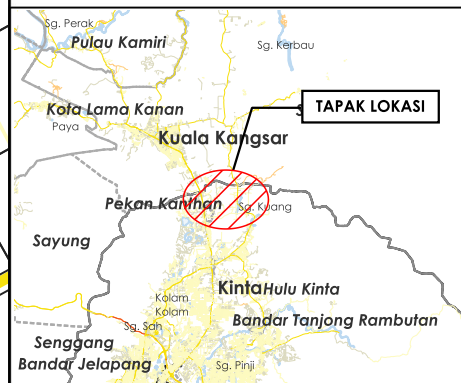 Sg. Perak
Pulau Kamiri
Sg. Kerbau
TAPAK LOKASI
Kota Lama Kanan
Paya
Kuala Kangsar
Pekan Kanthan
Sg. Kuang
Sayung
Kinta
Hulu Kinta
Kolam
Kolam
Bandar Tanjong Rambutan
Sg. Sah
Senggang
Bandar Jelapang
Sg. Pinji